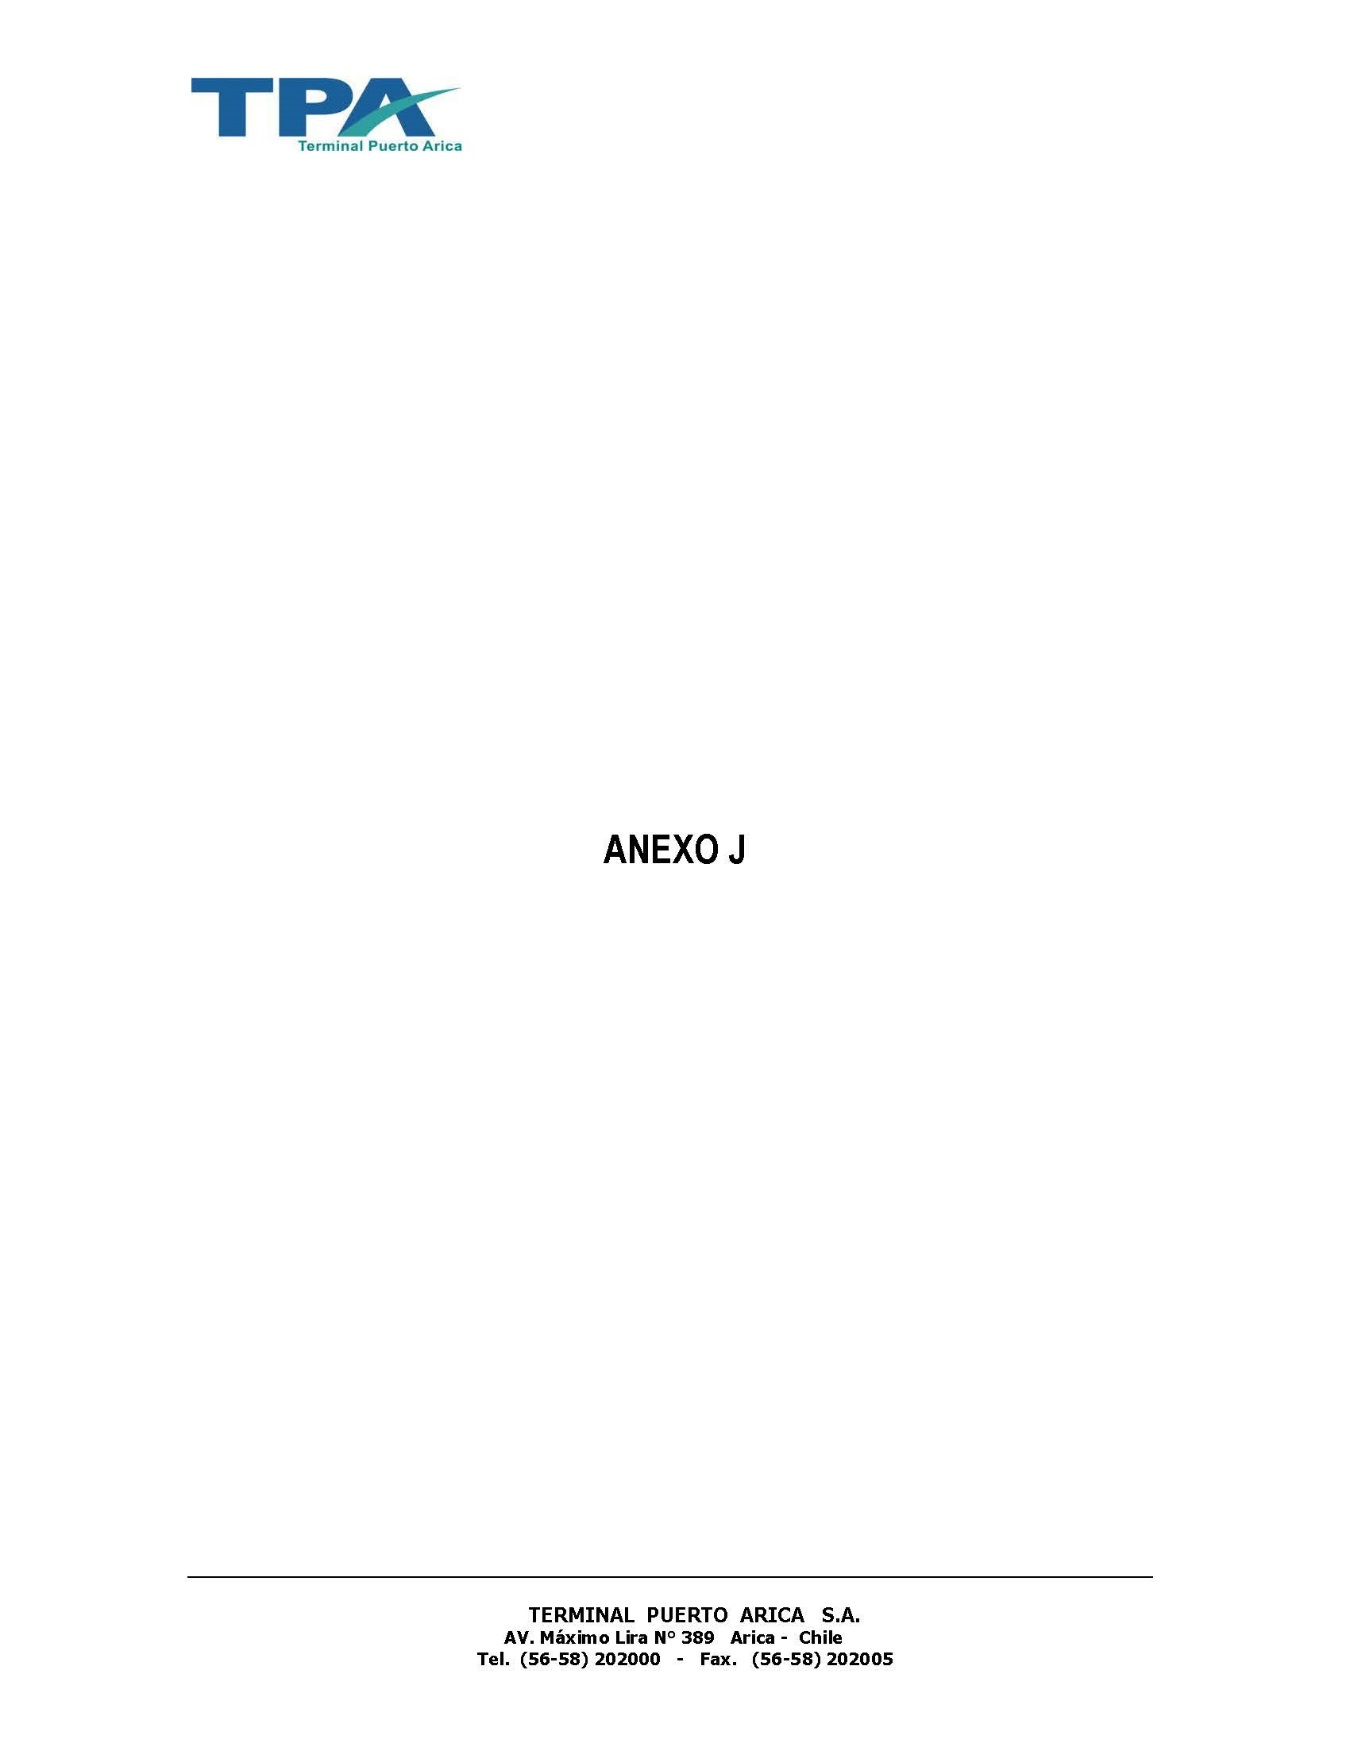 TPA
Terminal Puerto Arica
ANEXO J
TERMINAL PUERTO ARICA S.A.
AV. Máximo Lira N° 389 Arica - Chile
Tel. (56-58) 202000 - Fax. (56-58) 202005